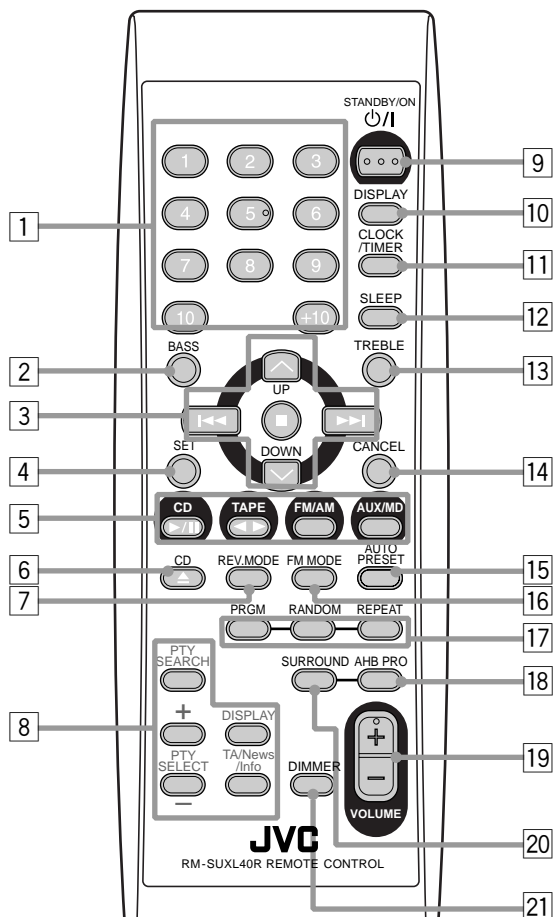 STANDBY/ON
⏻/I
1 2 3
9
DISPLAY
10
4 5 6
1
CLOCK
/TIMER
11
7 8 9
SLEEP
12
10 +10
BASS
TREBLE
2
UP
13
3
SET
DOWN
CANCEL
4
14
5
CD TAPE FM/AM AUX/MD
6
CD REV.MODE FM MODE AUTO
PRESET
15
7
16
PRGM RANDOM REPEAT
17
PTY
SEARCH
SURROUND AHB PRO
18
8
+
DISPLAY
+
19
PTY
SELECT
–
TA/News
/Info
DIMMER
–
VOLUME
20
JVC
RM-SUXL40R REMOTE CONTROL
21